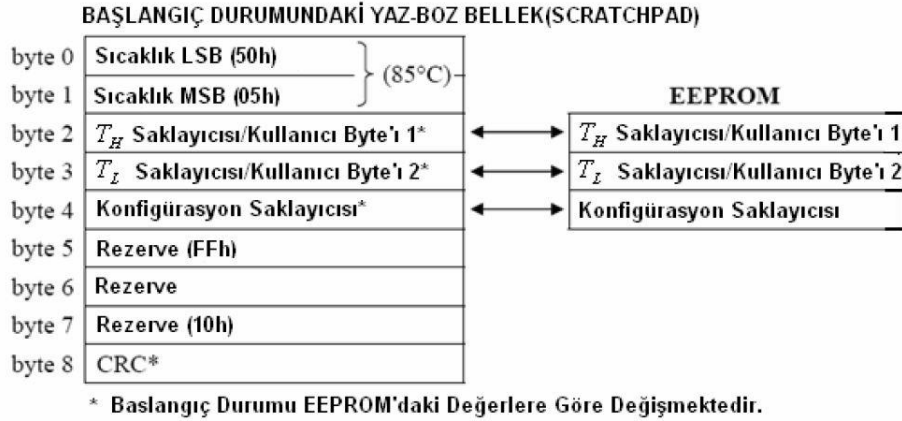 BAŞLANGIÇ DURUMUNDAKİ YAZ-BOZ BELLEK(SCRATCHPAD)
byte 0 Sıcaklık LSB (50h)
(85°C)
byte 1 Sıcaklık MSB (05h)
EEPROM
byte 2 T_H Saklayıcısı/Kullanıcı Byte'ı 1* T_H Saklayıcısı/Kullanıcı Byte'ı 1
byte 3 T_L Saklayıcısı/Kullanıcı Byte'ı 2* T_L Saklayıcısı/Kullanıcı Byte'ı 2
byte 4 Konfigürasyon Saklayıcısı* Konfigürasyon Saklayıcısı
byte 5 Rezerve (FFh)
byte 6 Rezerve
byte 7 Rezerve (10h)
byte 8 CRC*
* Baslangıç Durumu EEPROM'daki Değerlere Göre Değişmektedir.